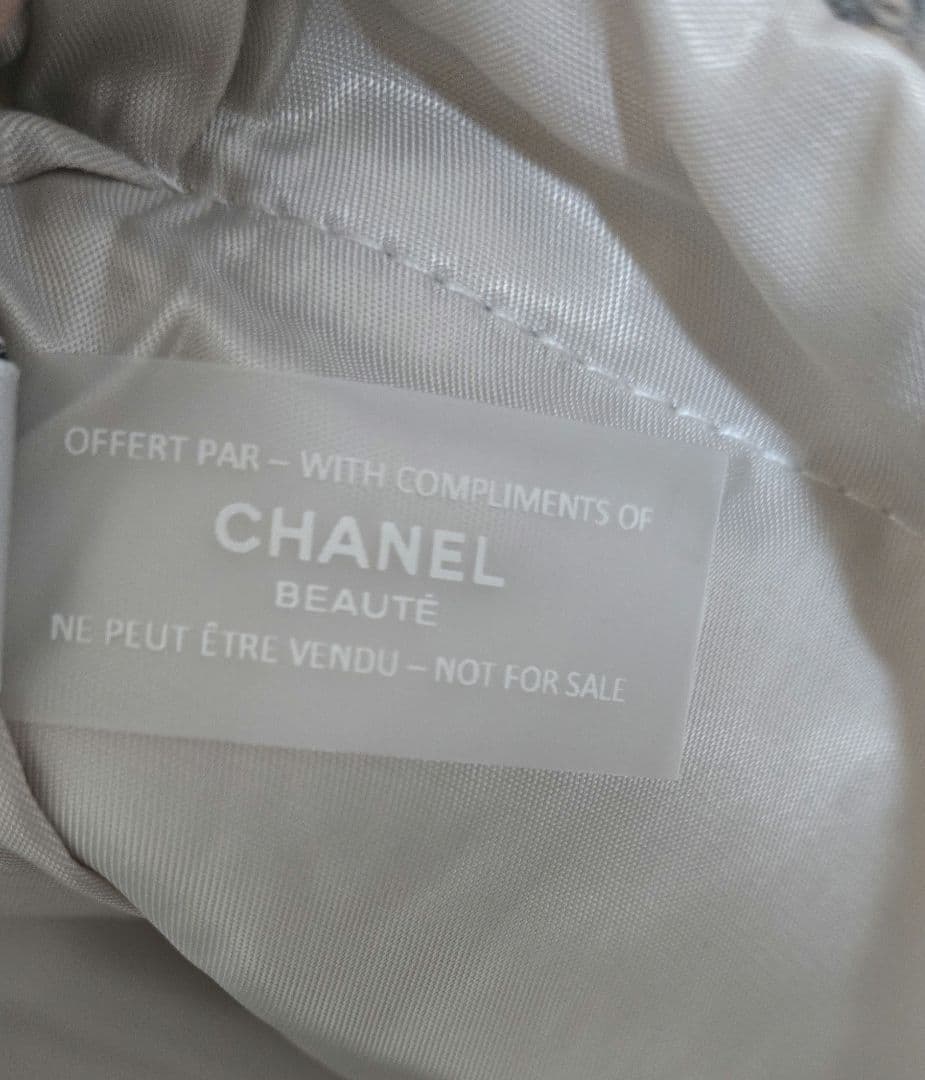 OFFERT PAR – WITH COMPLIMENTS OF
CHANEL
BEAUTÉ
NE PEUT ÊTRE VENDU – NOT FOR SALE